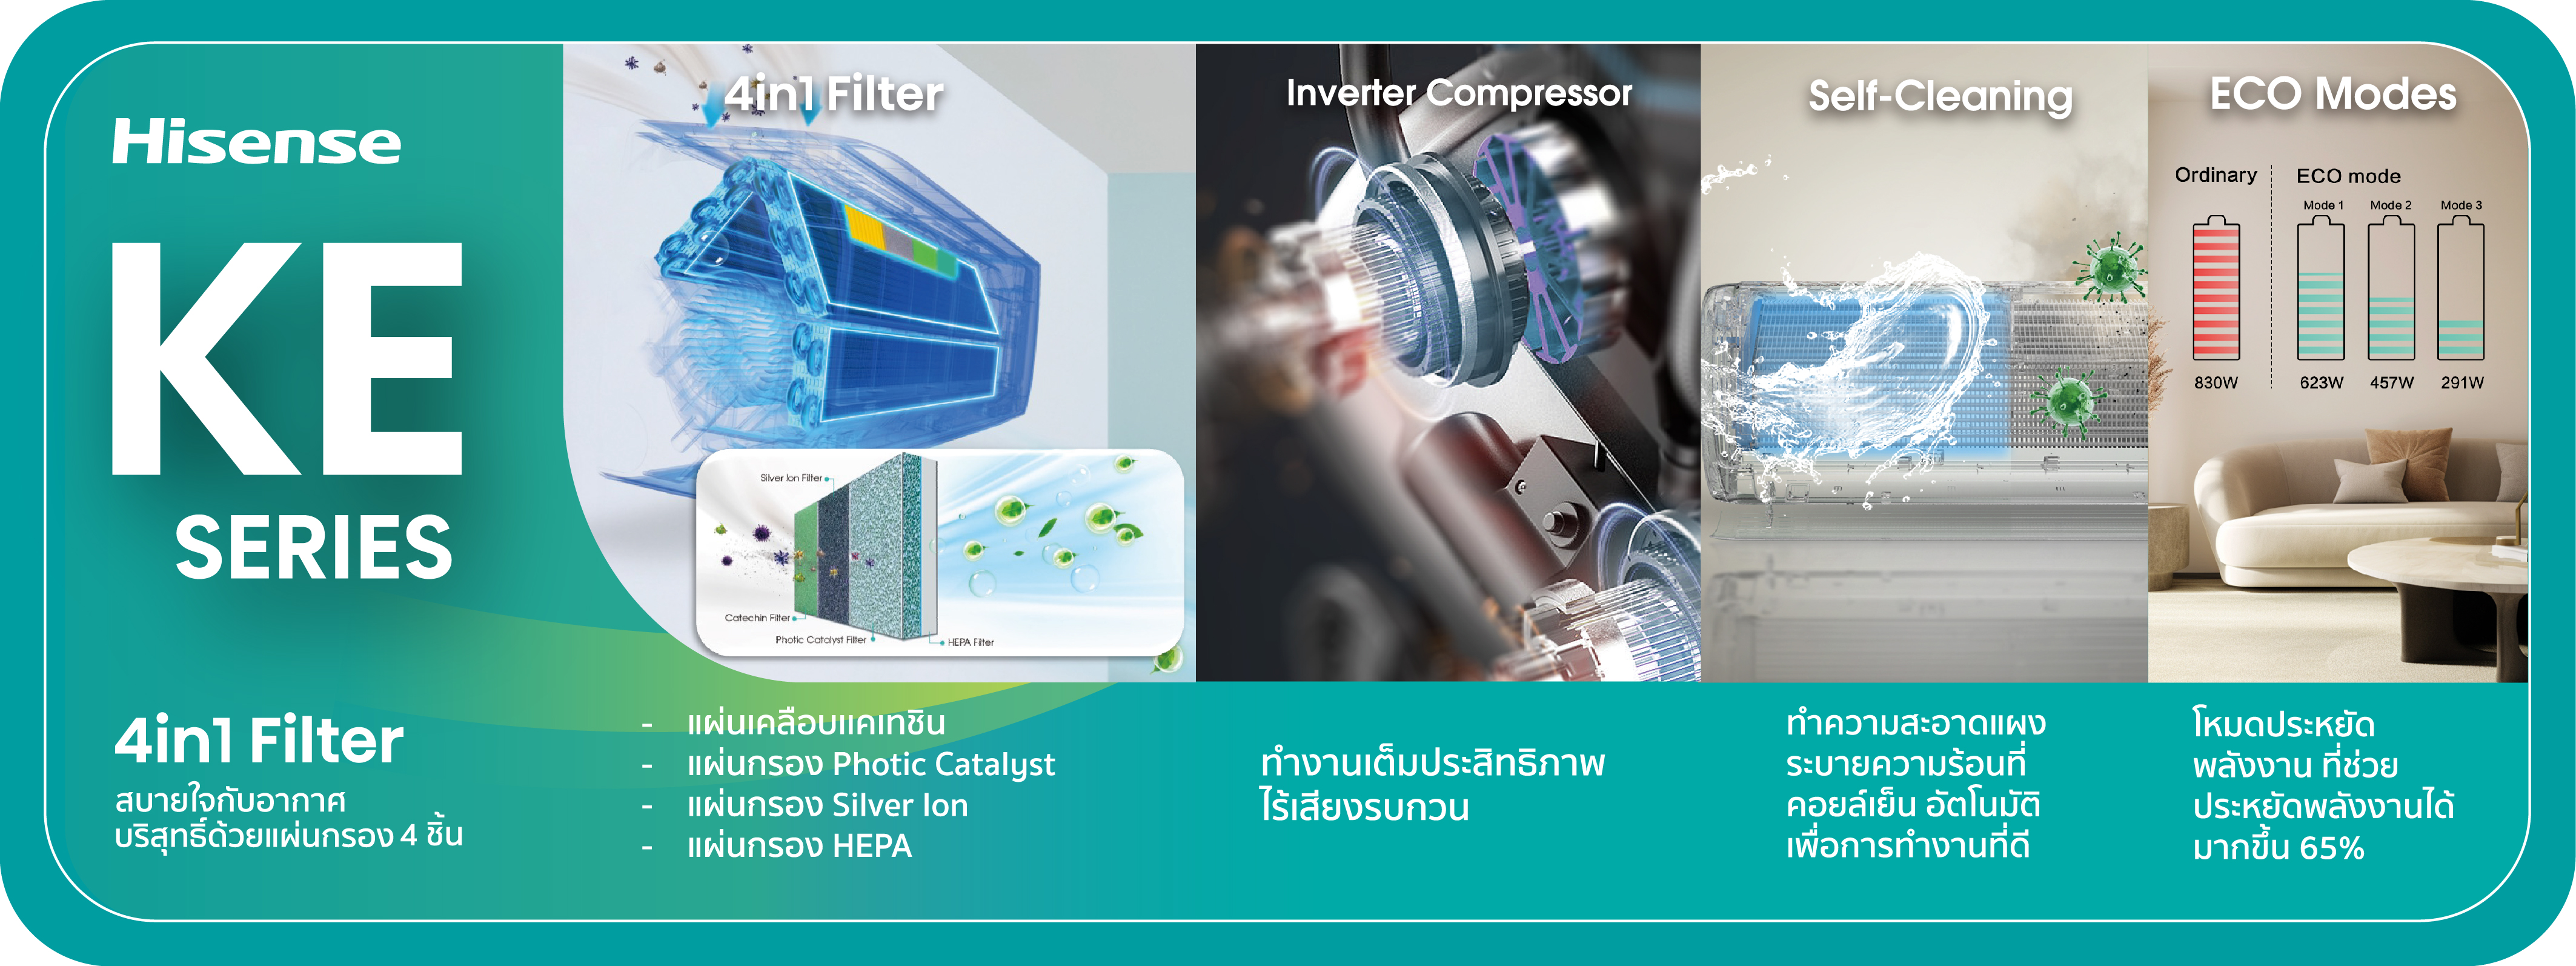 Hisense
KE
SERIES
4in1 Filter
สบายใจกับอากาศ
บริสุทธิ์ด้วยแผ่นกรอง 4 ชิ้น
4in1 Filter
Silver Ion Filter
Catechin Filter
Photic Catalyst Filter
HEPA Filter
- แผ่นเคลือบแคเทชิน
- แผ่นกรอง Photic Catalyst
- แผ่นกรอง Silver Ion
- แผ่นกรอง HEPA
Inverter Compressor
ทำงานเต็มประสิทธิภาพ
ไร้เสียงรบกวน
Self-Cleaning
ทำความสะอาดแผง
ระบายความร้อนที่
คอยล์เย็น อัตโนมัติ
เพื่อการทำงานที่ดี
ECO Modes
Ordinary ECO mode
Mode 1 Mode 2 Mode 3
830W 623W 457W 291W
โหมดประหยัด
พลังงาน ที่ช่วย
ประหยัดพลังงานได้
มากขึ้น 65%